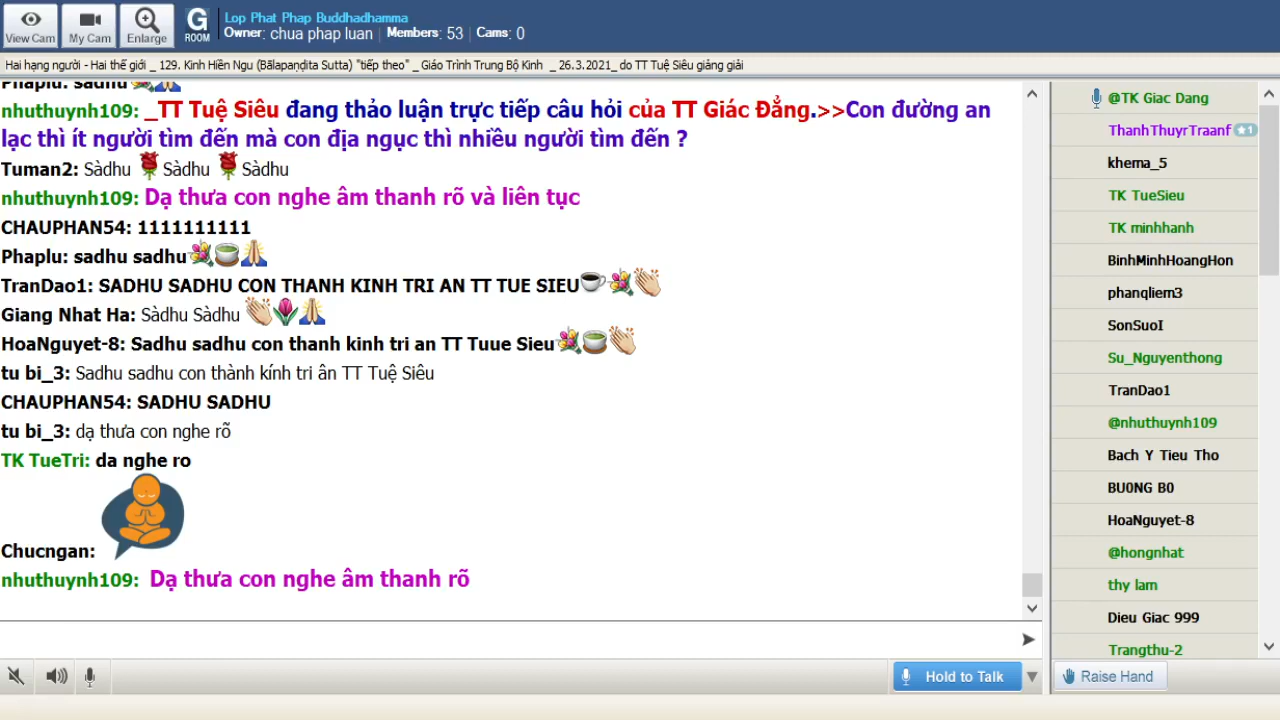 View Cam
My Cam
Enlarge
G
ROOM
Lop Phat Phap Buddhadhamma
Owner: chua phap luan | Members: 53 | Cams: 0
Hai hạng người - Hai thế giới _ 129. Kinh Hiền Ngu (Bālapaṇḍita Sutta) "tiếp theo" _ Giáo Trình Trung Bộ Kinh _ 26.3.2021_ do TT Tuệ Siêu giảng giải
Phaplu: sadhu
nhuthuynh109: _TT Tuệ Siêu đang thảo luận trực tiếp câu hỏi của TT Giác Đẳng.>>Con đường an
lạc thì ít người tìm đến mà con địa ngục thì nhiều người tìm đến ?
Tuman2: Sàdhu Sàdhu Sàdhu
nhuthuynh109: Dạ thưa con nghe âm thanh rõ và liên tục
CHAUPHAN54: 1111111111
Phaplu: sadhu sadhu
TranDao1: SADHU SADHU CON THANH KINH TRI AN TT TUE SIEU
Giang Nhat Ha: Sàdhu Sàdhu
HoaNguyet-8: Sadhu sadhu con thanh kinh tri an TT Tuue Sieu
tu bi_3: Sadhu sadhu con thành kính tri ân TT Tuệ Siêu
CHAUPHAN54: SADHU SADHU
tu bi_3: dạ thưa con nghe rõ
TK TueTri: da nghe ro
Chucngan:
nhuthuynh109: Dạ thưa con nghe âm thanh rõ
@TK Giac Dang
ThanhThuyrTraanf ★1
khema_5
TK TueSieu
TK minhhanh
BinhMinhHoangHon
phanqliem3
SonSuoI
Su_Nguyenthong
TranDao1
@nhuthuynh109
Bach Y Tieu Tho
BU0NG B0
HoaNguyet-8
@hongnhat
thy lam
Dieu Giac 999
Trangthu-2
Hold to Talk
Raise Hand